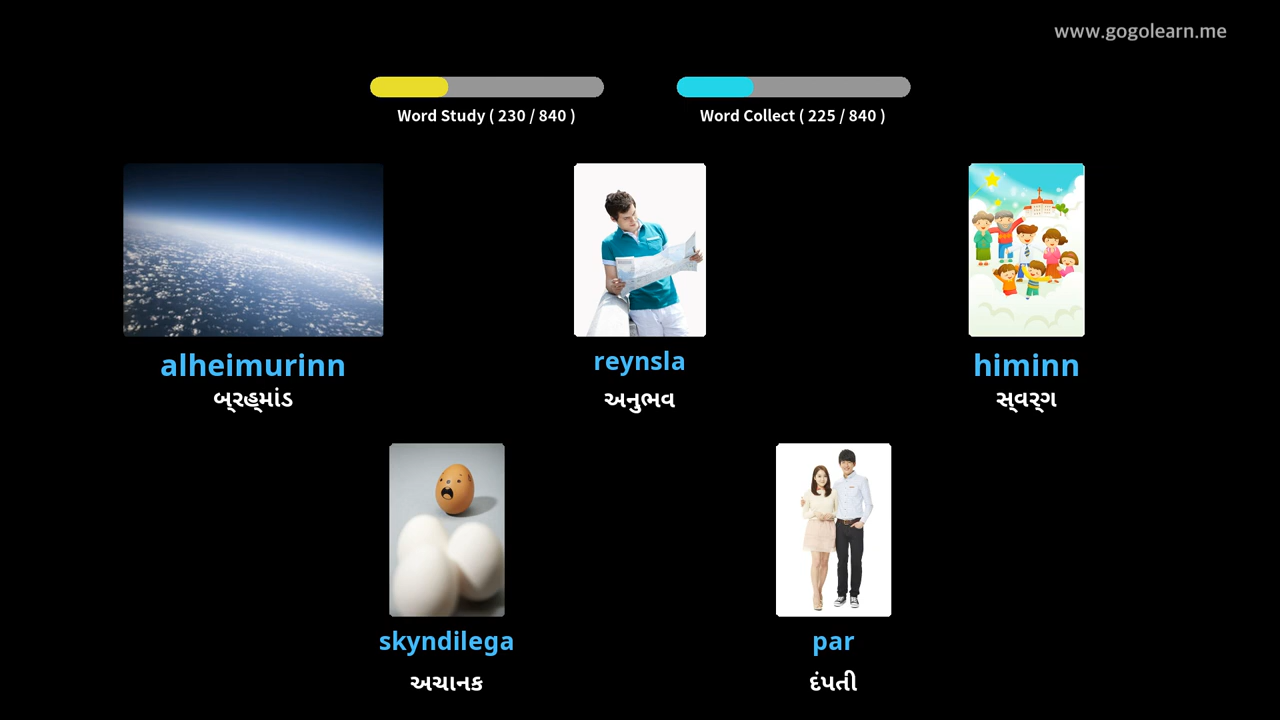 www.gogolearn.me
Word Study ( 230 / 840 )
Word Collect ( 225 / 840 )
alheimurinn
બ્રહ્માંડ
reynsla
અનુભવ
himinn
સ્વર્ગ
skyndilega
અચાનક
par
દંપતી